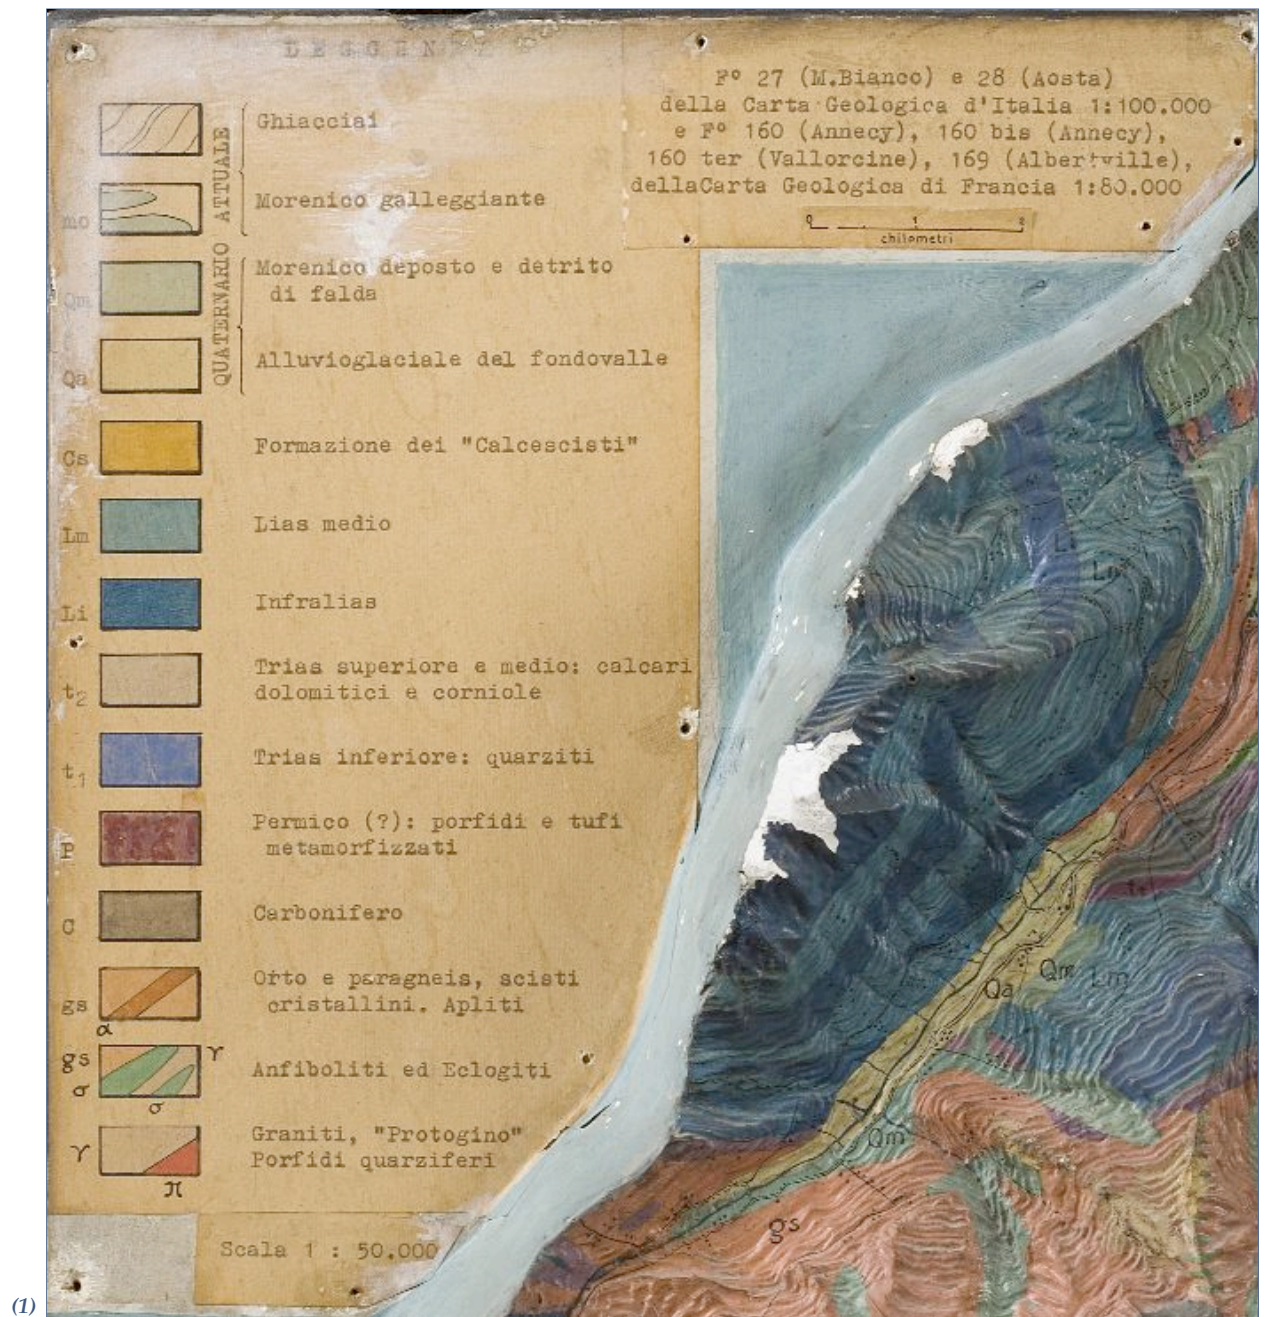 LEGGENDA
Fº 27 (M.Bianco) e 28 (Aosta)
della Carta Geologica d'Italia 1:100.000
e Fº 160 (Annecy), 160 bis (Annecy),
160 ter (Vallorcine), 169 (Albertville),
dellaCarta Geologica di Francia 1:80.000
0 1 2
chilometri
QUATERNARIO ATTUALE
Ghiacciai
mo Morenico galleggiante
Qm Morenico deposto e detrito
di falda
Qa Alluvioglaciale del fondovalle
Cs Formazione dei "Calcescisti"
Lm Lias medio
Li Infralias
t2 Trias superiore e medio: calcari
dolomitici e corniole
t1 Trias inferiore: quarziti
P Permico (?): porfidi e tufi
metamorfizzati
C Carbonifero
gs Orto e paragneis, scisti
α cristallini. Apliti
gs γ
σ Anfiboliti ed Eclogiti
σ
Graniti, "Protogino"
γ Porfidi quarziferi
π
Scala 1 : 50.000
Qm Lm
Qa
Qm
gs
(1)